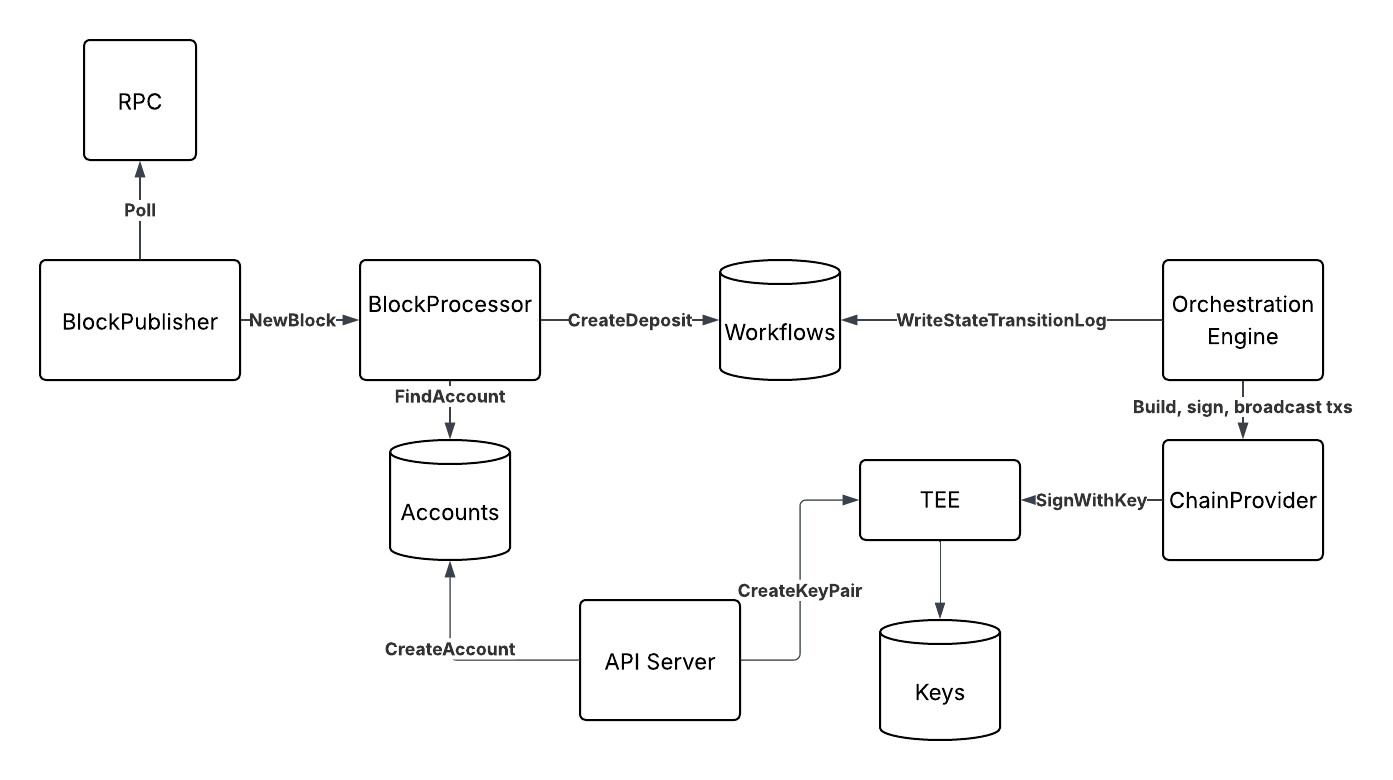 RPC
Poll
BlockPublisher
NewBlock
BlockProcessor
CreateDeposit
Workflows
WriteStateTransitionLog
Orchestration
Engine
FindAccount
Build, sign, broadcast txs
Accounts
TEE
SignWithKey
ChainProvider
CreateKeyPair
CreateAccount
API Server
Keys